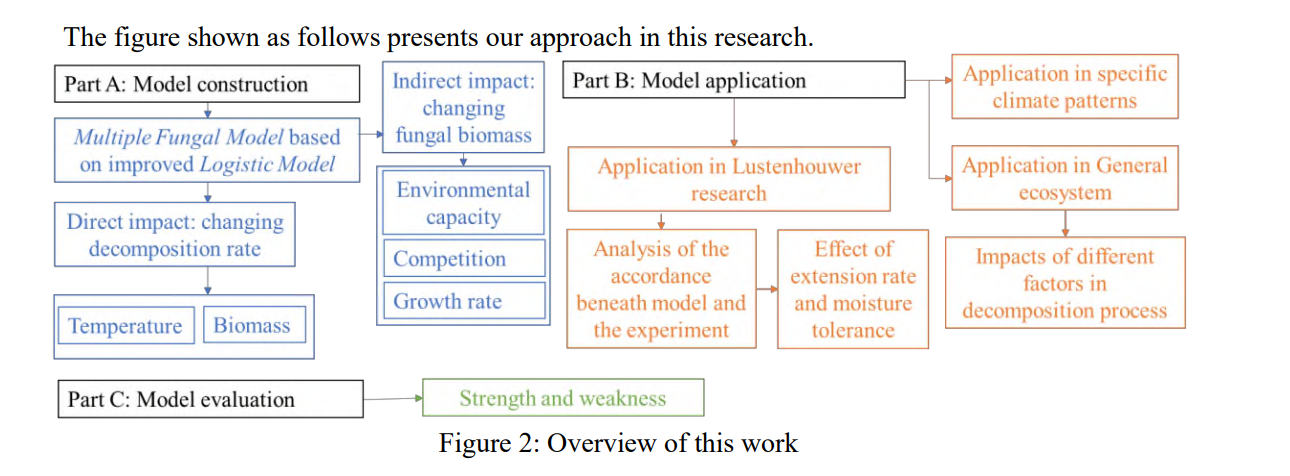 The figure shown as follows presents our approach in this research.
Part A: Model construction
Multiple Fungal Model based
on improved Logistic Model
Direct impact: changing
decomposition rate
Temperature
Biomass
Indirect impact:
changing
fungal biomass
Environmental
capacity
Competition
Growth rate
Part B: Model application
Application in Lustenhouwer
research
Analysis of the
accordance
beneath model and
the experiment
Effect of
extension rate
and moisture
tolerance
Application in specific
climate patterns
Application in General
ecosystem
Impacts of different
factors in
decomposition process
Part C: Model evaluation
Strength and weakness
Figure 2: Overview of this work